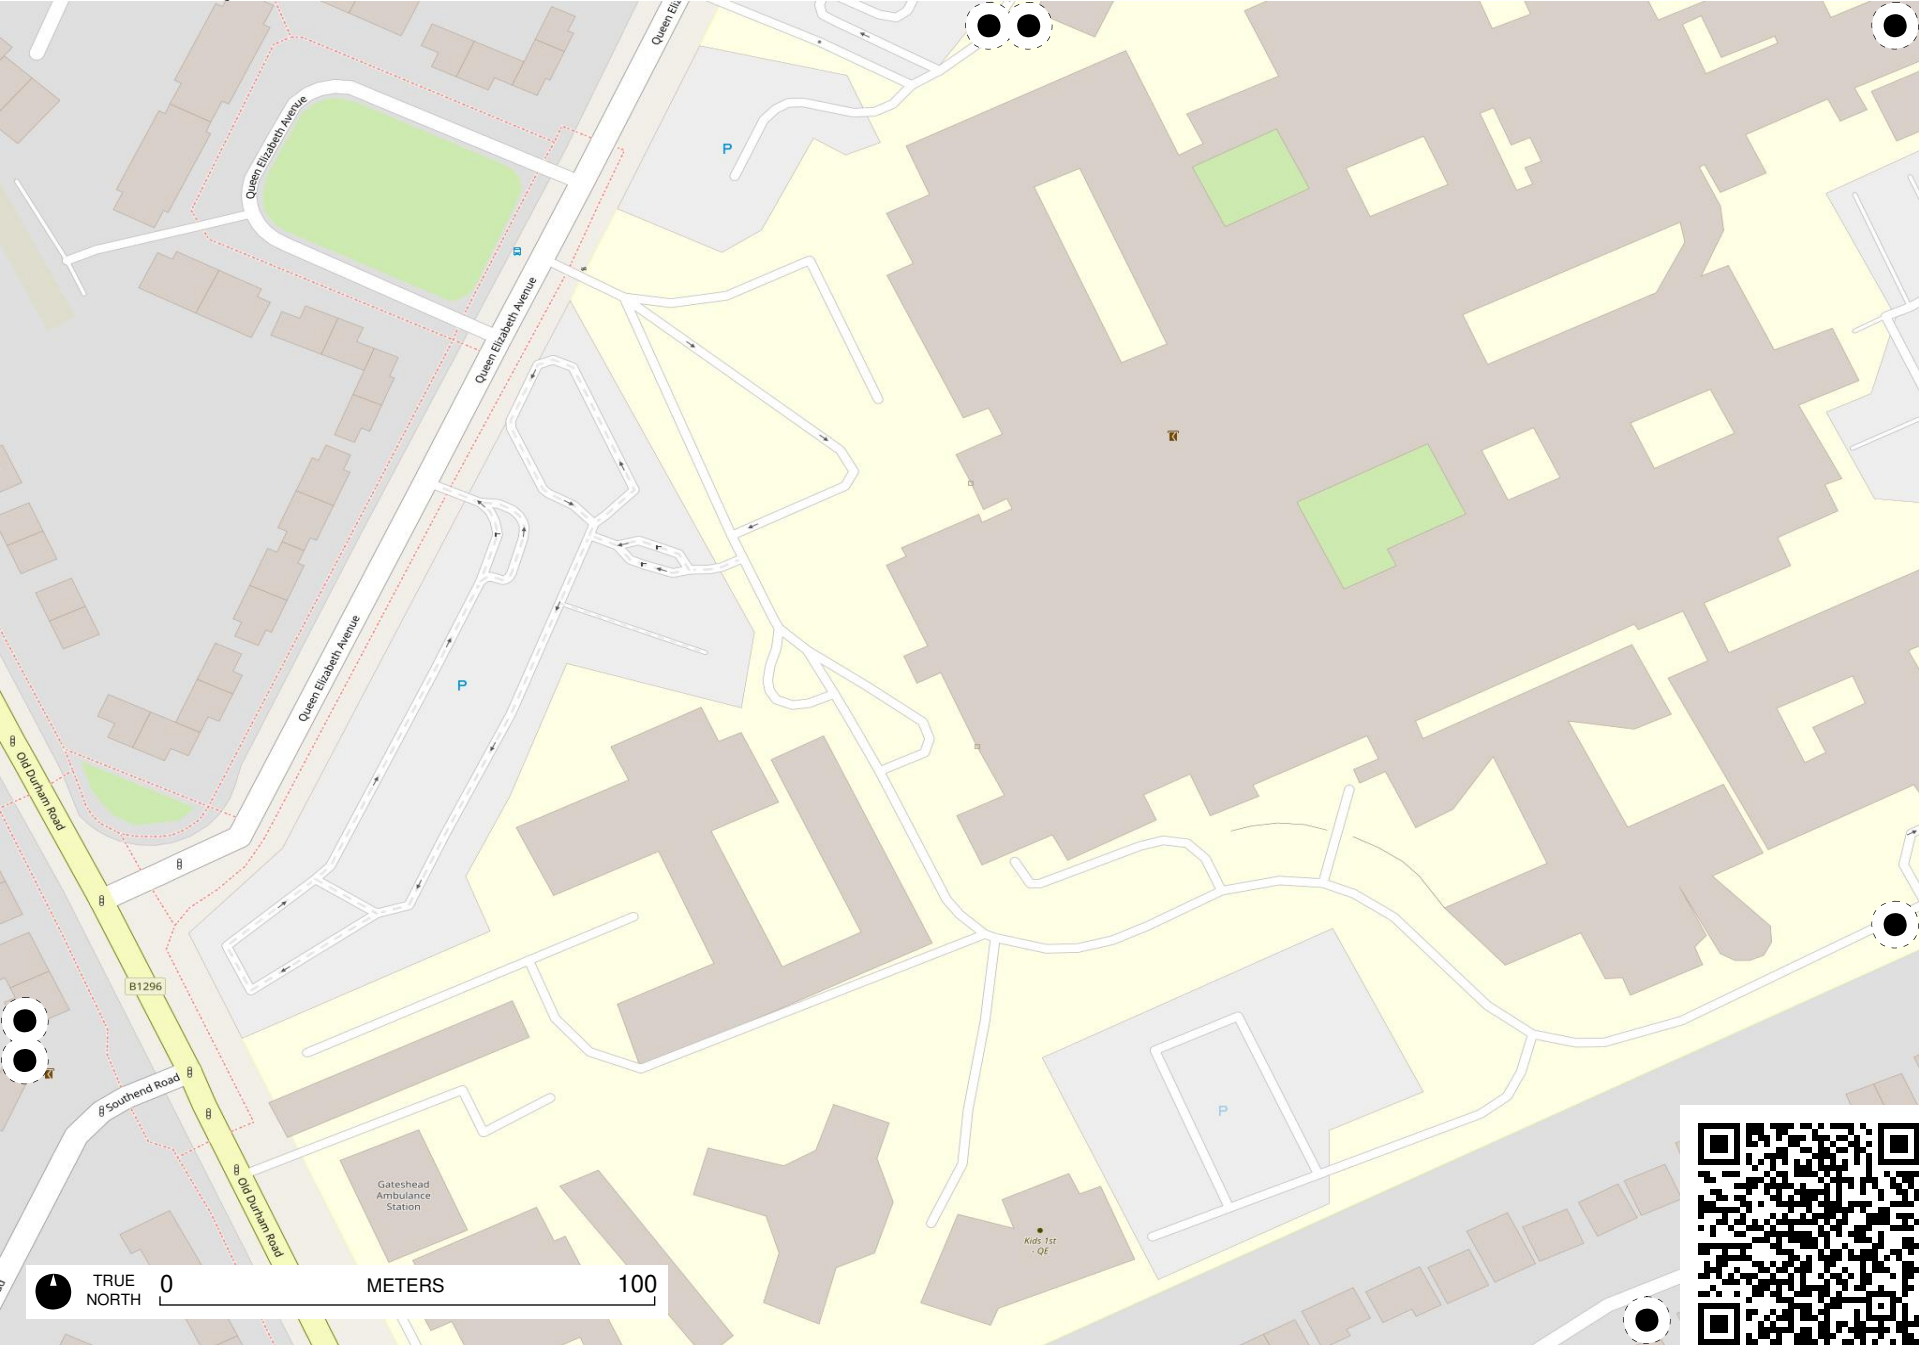 Queen Eliz
Queen Elizabeth Avenue
P
Queen Elizabeth Avenue
Queen Elizabeth Avenue
P
Old Durham Road
B1296
Southend Road
P
Gateshead
Ambulance
Station
Old Durham Road
Kids 1st
- QE
TRUE
NORTH
0 METERS 100